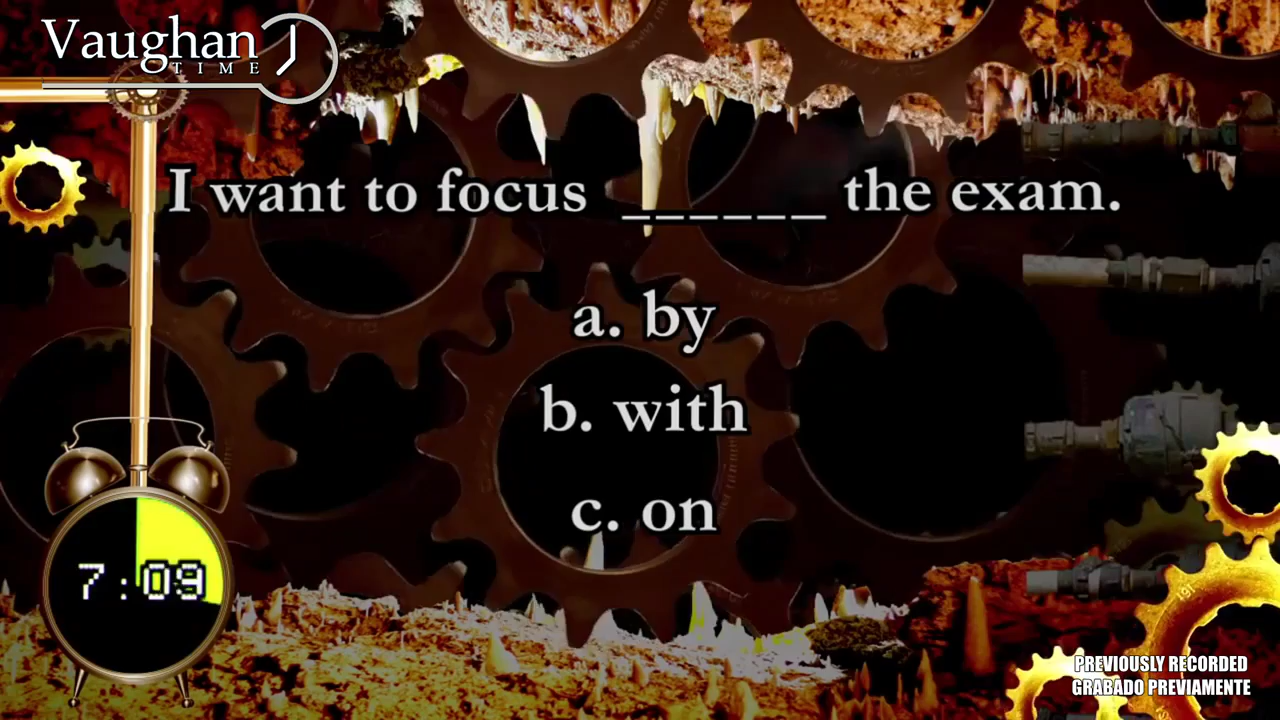 Vaughan
TIME
I want to focus ______ the exam.
a. by
b. with
c. on
7:09
PREVIOUSLY RECORDED
GRABADO PREVIAMENTE